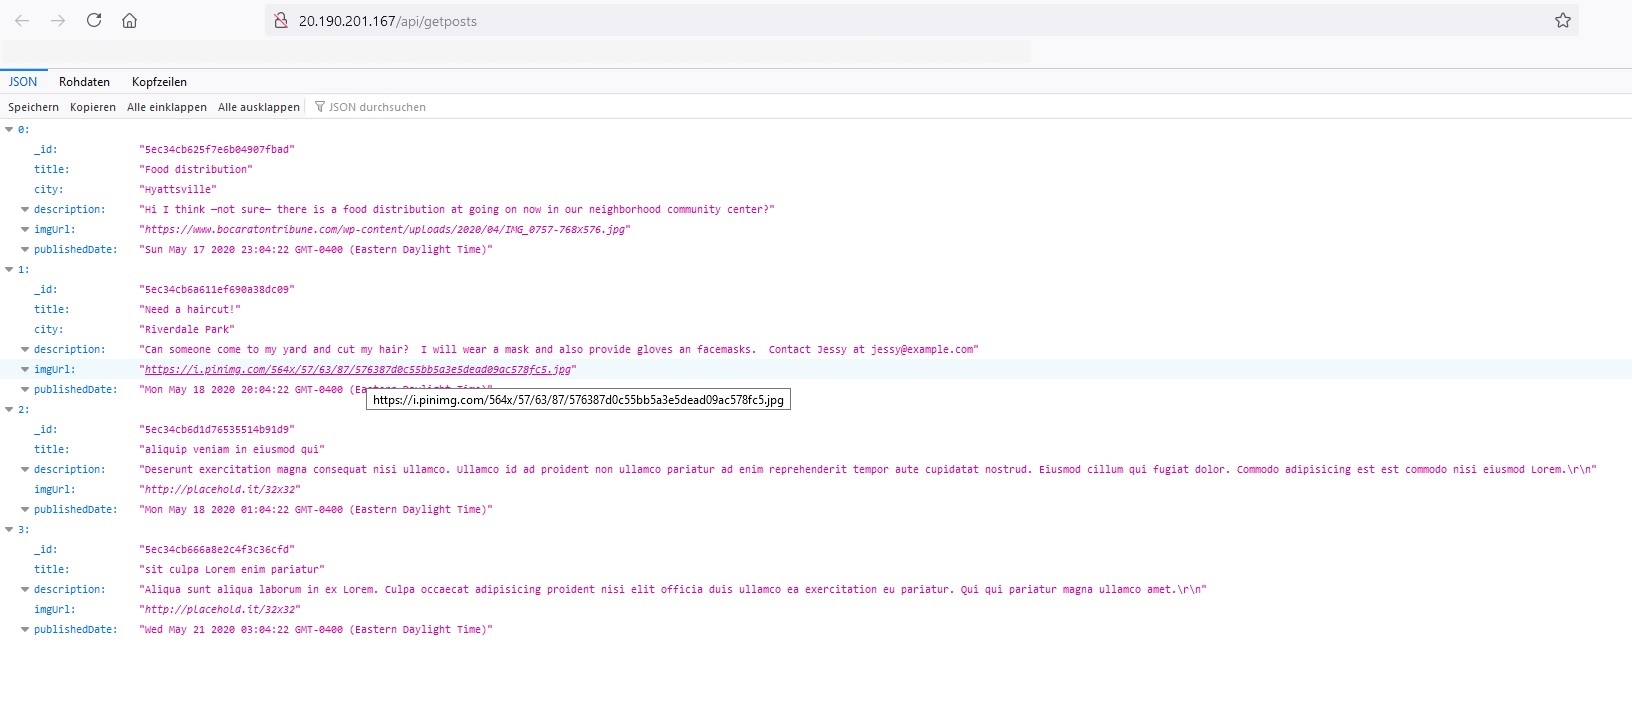 20.190.201.167/api/getposts
JSON Rohdaten Kopfzeilen
Speichern Kopieren Alle einklappen Alle ausklappen JSON durchsuchen
0:
_id: "5ec34cb625f7e6b04907fbad"
title: "Food distribution"
city: "Hyattsville"
description: "Hi I think —not sure— there is a food distribution at going on now in our neighborhood community center?"
imgUrl: "https://www.bocaratontribune.com/wp-content/uploads/2020/04/IMG_0757-768x576.jpg"
publishedDate: "Sun May 17 2020 23:04:22 GMT-0400 (Eastern Daylight Time)"
1:
_id: "5ec34cb6a611ef690a38dc09"
title: "Need a haircut!"
city: "Riverdale Park"
description: "Can someone come to my yard and cut my hair?  I will wear a mask and also provide gloves an facemasks.  Contact Jessy at jessy@example.com"
imgUrl: "https://i.pinimg.com/564x/57/63/87/576387d0c55bb5a3e5dead09ac578fc5.jpg"
publishedDate: "Mon May 18 2020 20:04:22 GMT-0400 (Eastern Daylight Time)"
https://i.pinimg.com/564x/57/63/87/576387d0c55bb5a3e5dead09ac578fc5.jpg
2:
_id: "5ec34cb6d1d76535514b91d9"
title: "aliquip veniam in eiusmod qui"
description: "Deserunt exercitation magna consequat nisi ullamco. Ullamco id ad proident non ullamco pariatur ad enim reprehenderit tempor aute cupidatat nostrud. Eiusmod cillum qui fugiat dolor. Commodo adipisicing est est commodo nisi eiusmod Lorem.\r\n"
imgUrl: "http://placehold.it/32x32"
publishedDate: "Mon May 18 2020 01:04:22 GMT-0400 (Eastern Daylight Time)"
3:
_id: "5ec34cb666a8e2c4f3c36cfd"
title: "sit culpa Lorem enim pariatur"
description: "Aliqua sunt aliqua laborum in ex Lorem. Culpa occaecat adipisicing proident nisi elit officia duis ullamco ea exercitation eu pariatur. Qui qui pariatur magna ullamco amet.\r\n"
imgUrl: "http://placehold.it/32x32"
publishedDate: "Wed May 21 2020 03:04:22 GMT-0400 (Eastern Daylight Time)"